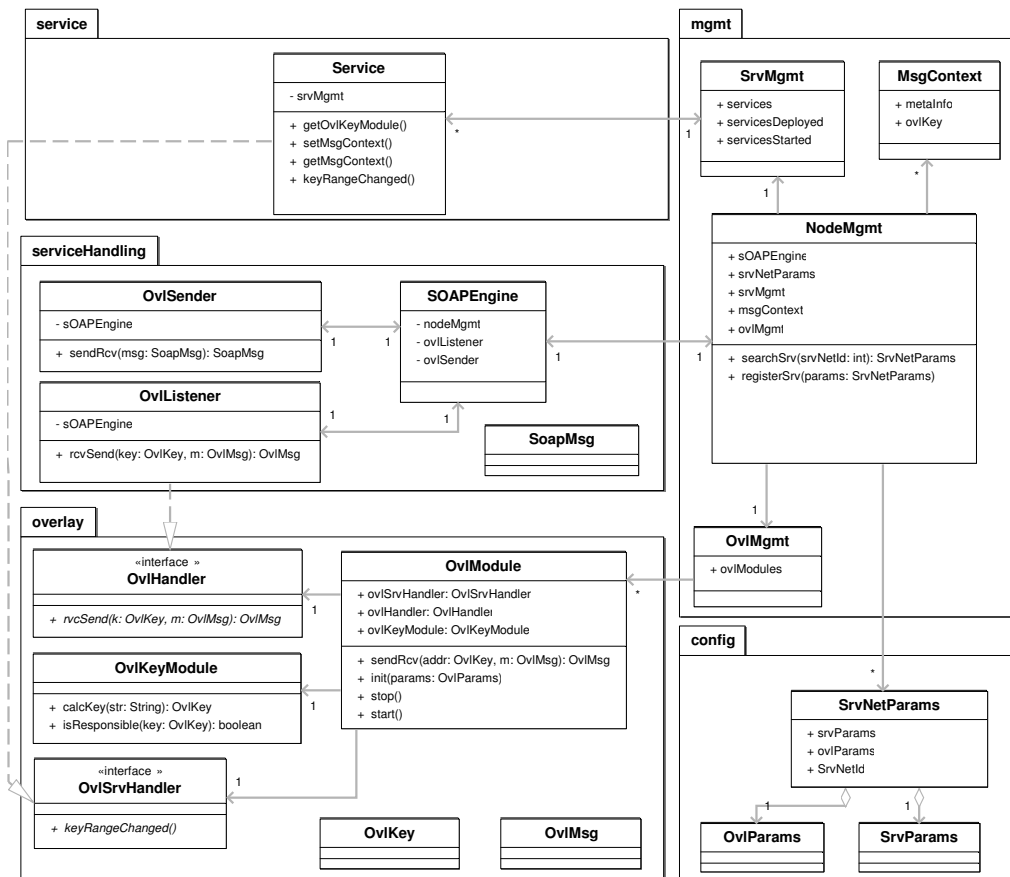 service
Service
- srvMgmt
+ getOvlKeyModule()
+ setMsgContext()
+ getMsgContext()
+ keyRangeChanged()
*
1
mgmt
SrvMgmt
+ services
+ servicesDeployed
+ servicesStarted
MsgContext
+ metaInfo
+ ovlKey
1
*
NodeMgmt
+ sOAPEngine
+ srvNetParams
+ srvMgmt
+ msgContext
+ ovlMgmt
+ searchSrv(srvNetId: int): SrvNetParams
+ registerSrv(params: SrvNetParams)
1
OvlMgmt
+ ovlModules
serviceHandling
OvlSender
- sOAPEngine
+ sendRcv(msg: SoapMsg): SoapMsg
1
1
SOAPEngine
- nodeMgmt
- ovlListener
- ovlSender
1
1
OvlListener
- sOAPEngine
+ rcvSend(key: OvlKey, m: OvlMsg): OvlMsg
1
1
SoapMsg
overlay
«interface »
OvlHandler
+ rvcSend(k: OvlKey, m: OvlMsg): OvlMsg
1
OvlModule
+ ovlSrvHandler: OvlSrvHandler
+ ovlHandler: OvlHandler
+ ovlKeyModule: OvlKeyModule
+ sendRcv(addr: OvlKey, m: OvlMsg): OvlMsg
+ init(params: OvlParams)
+ stop()
+ start()
*
OvlKeyModule
+ calcKey(str: String): OvlKey
+ isResponsible(key: OvlKey): boolean
1
«interface »
OvlSrvHandler
+ keyRangeChanged()
1
OvlKey
OvlMsg
config
*
SrvNetParams
+ srvParams
+ ovlParams
+ SrvNetId
1
1
OvlParams
SrvParams